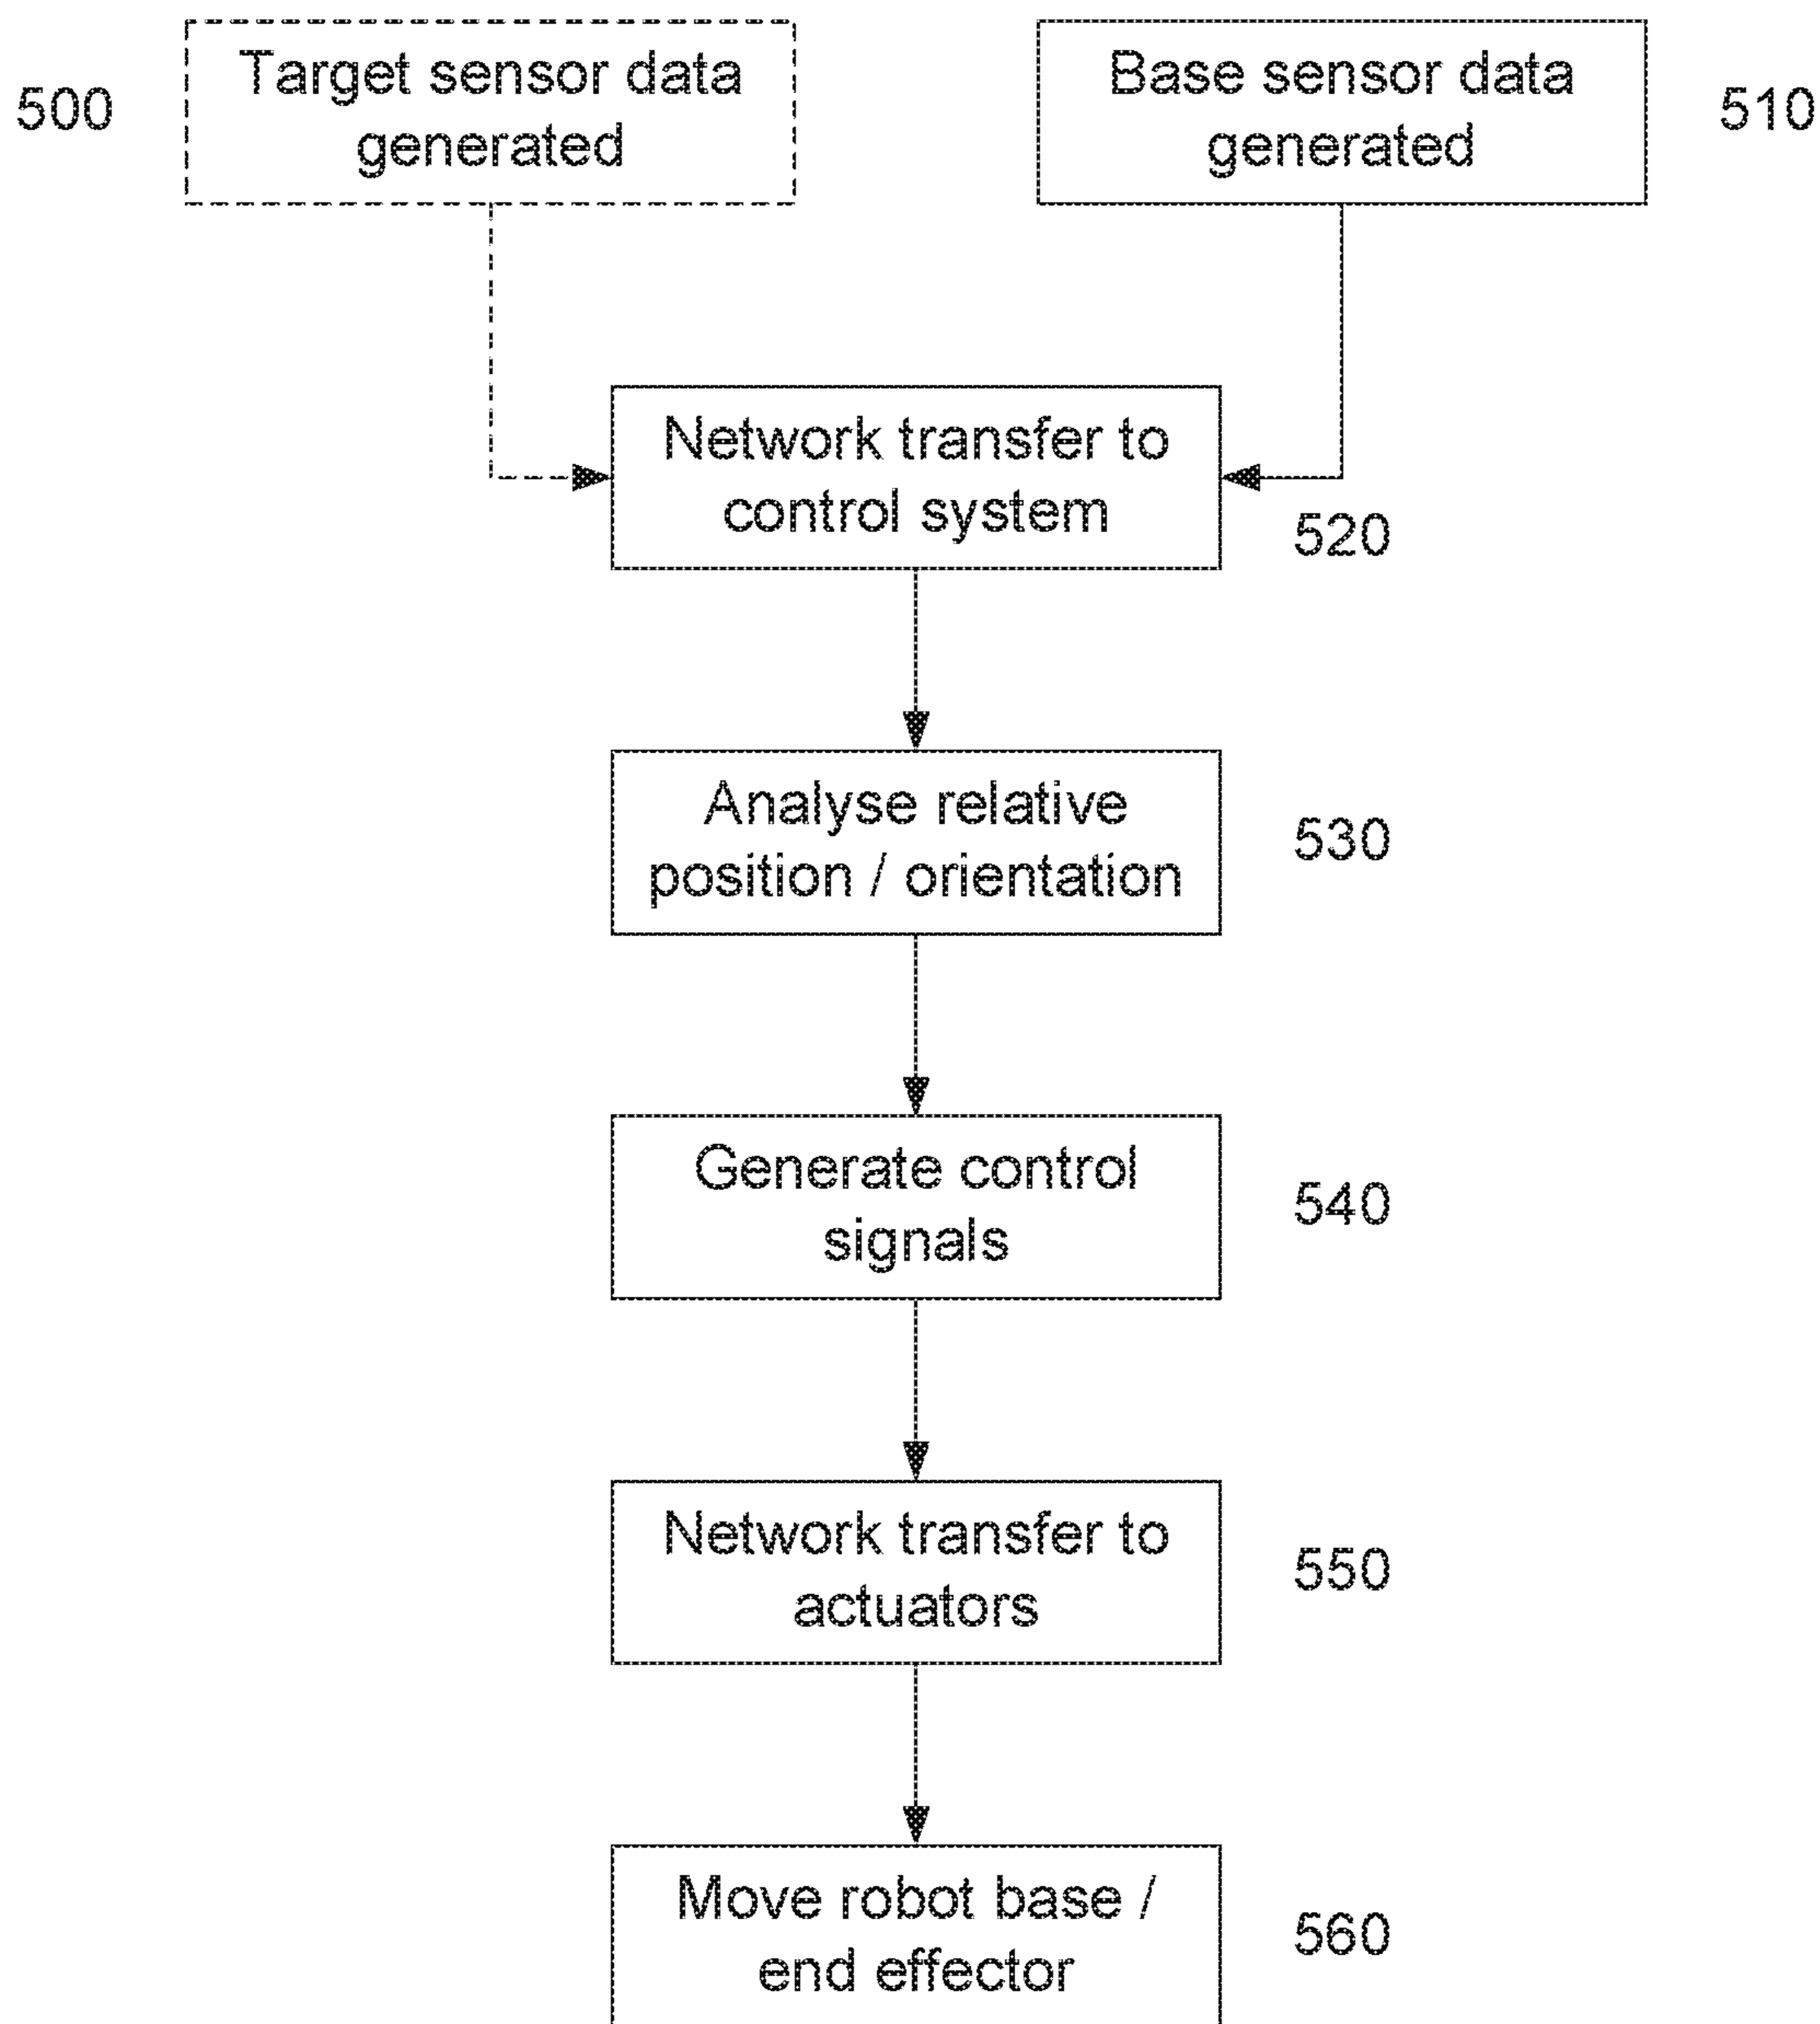 500
Target sensor data
generated
Base sensor data
generated
510
Network transfer to
control system
520
Analyse relative
position / orientation
530
Generate control
signals
540
Network transfer to
actuators
550
Move robot base /
end effector
560